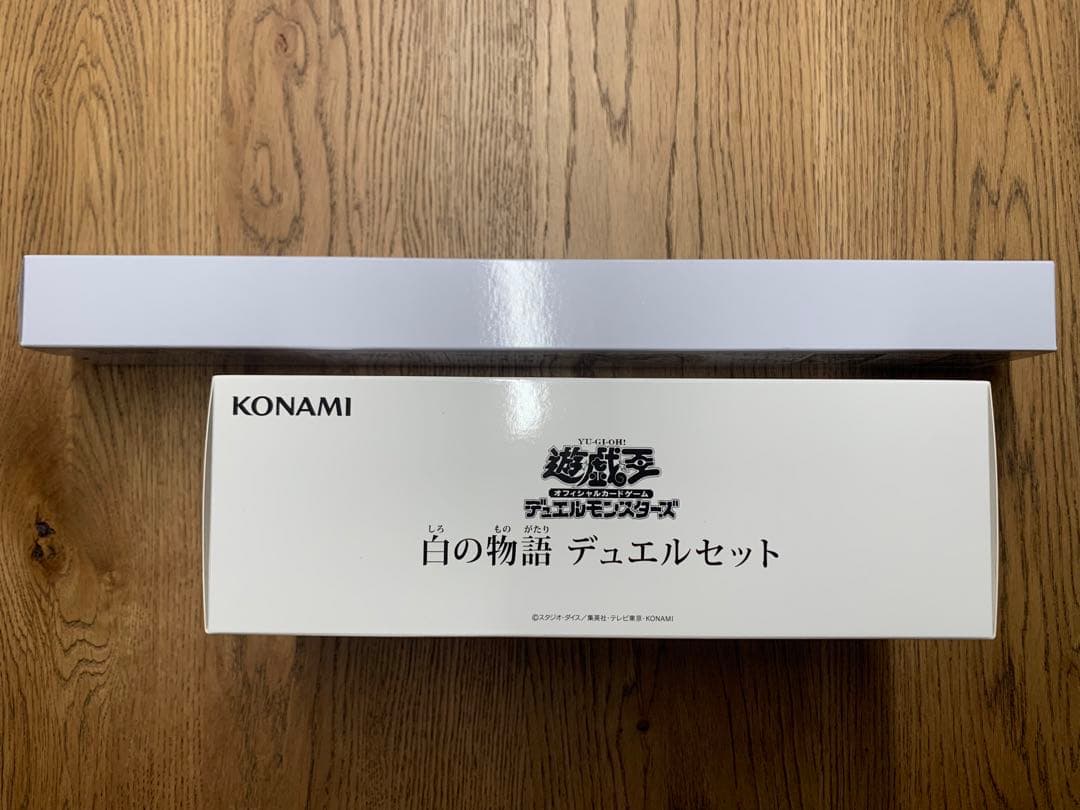 KONAMI
YU-GI-OH!
遊戯王
オフィシャルカードゲーム
デュエルモンスターズ
しろ もの がたり
白の物語 デュエルセット
©スタジオ・ダイス/集英社・テレビ東京・KONAMI